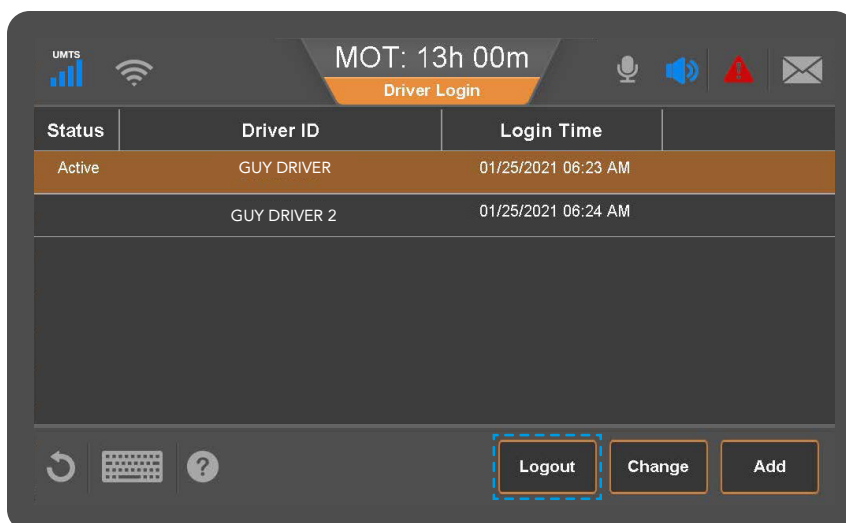 UMTS
MOT: 13h 00m
Driver Login
Status Driver ID Login Time
Active GUY DRIVER 01/25/2021 06:23 AM
GUY DRIVER 2 01/25/2021 06:24 AM
?
Logout Change Add